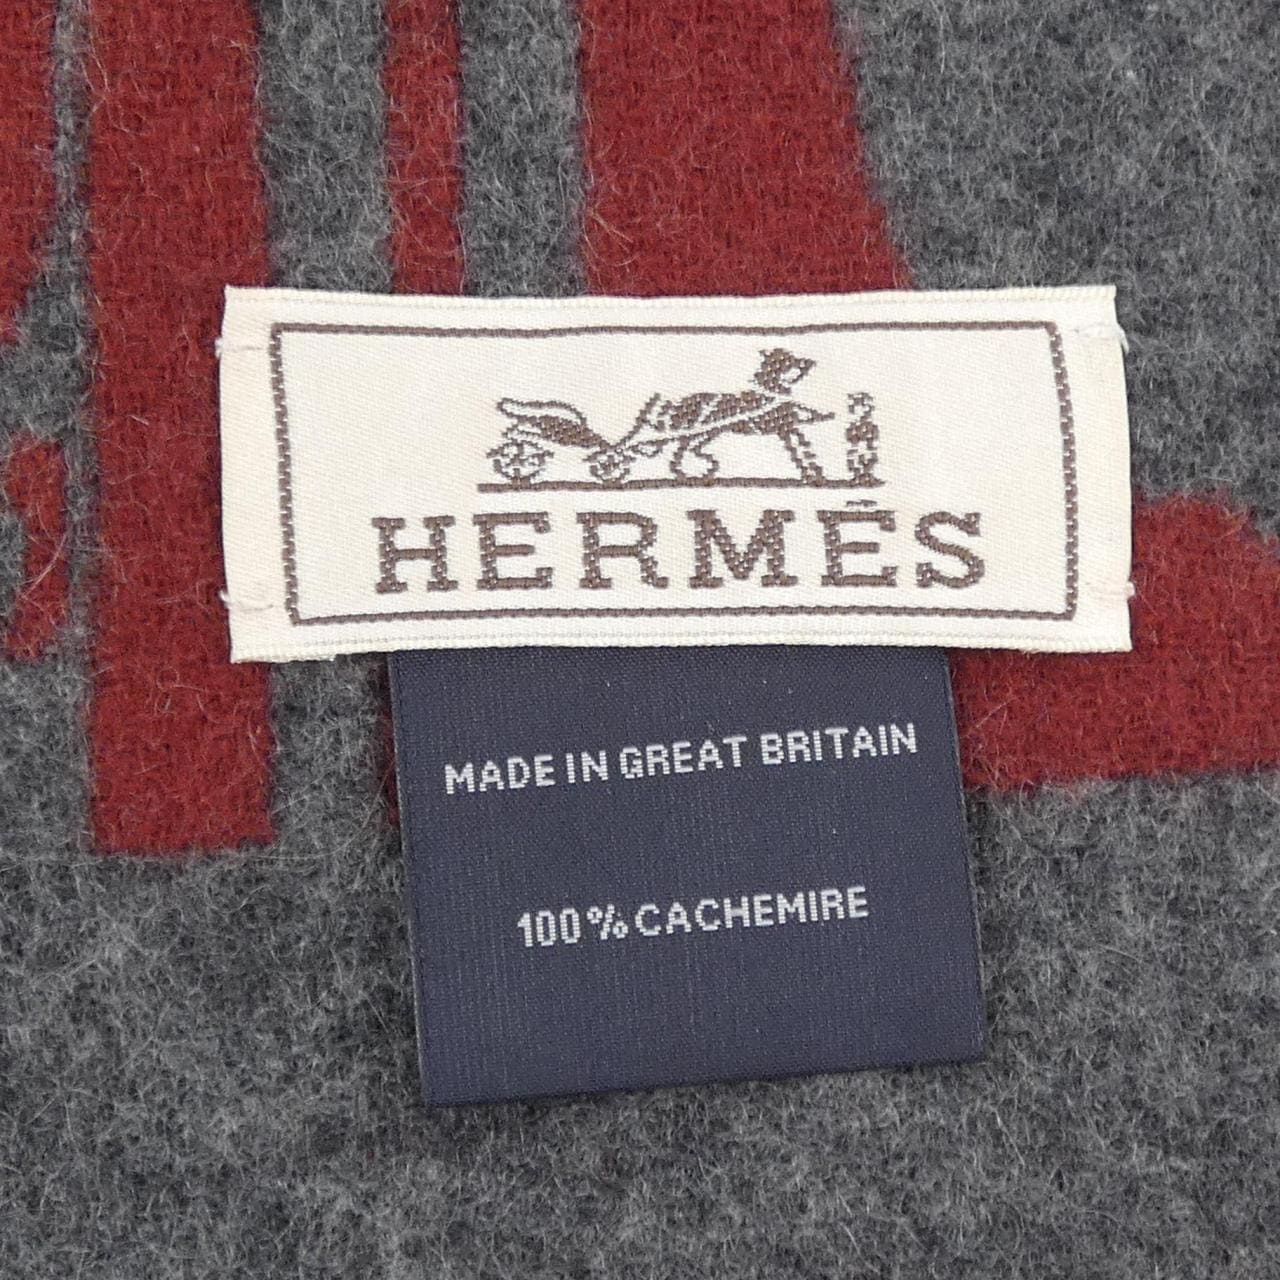 HERMÈS
MADE IN GREAT BRITAIN
100% CACHEMIRE